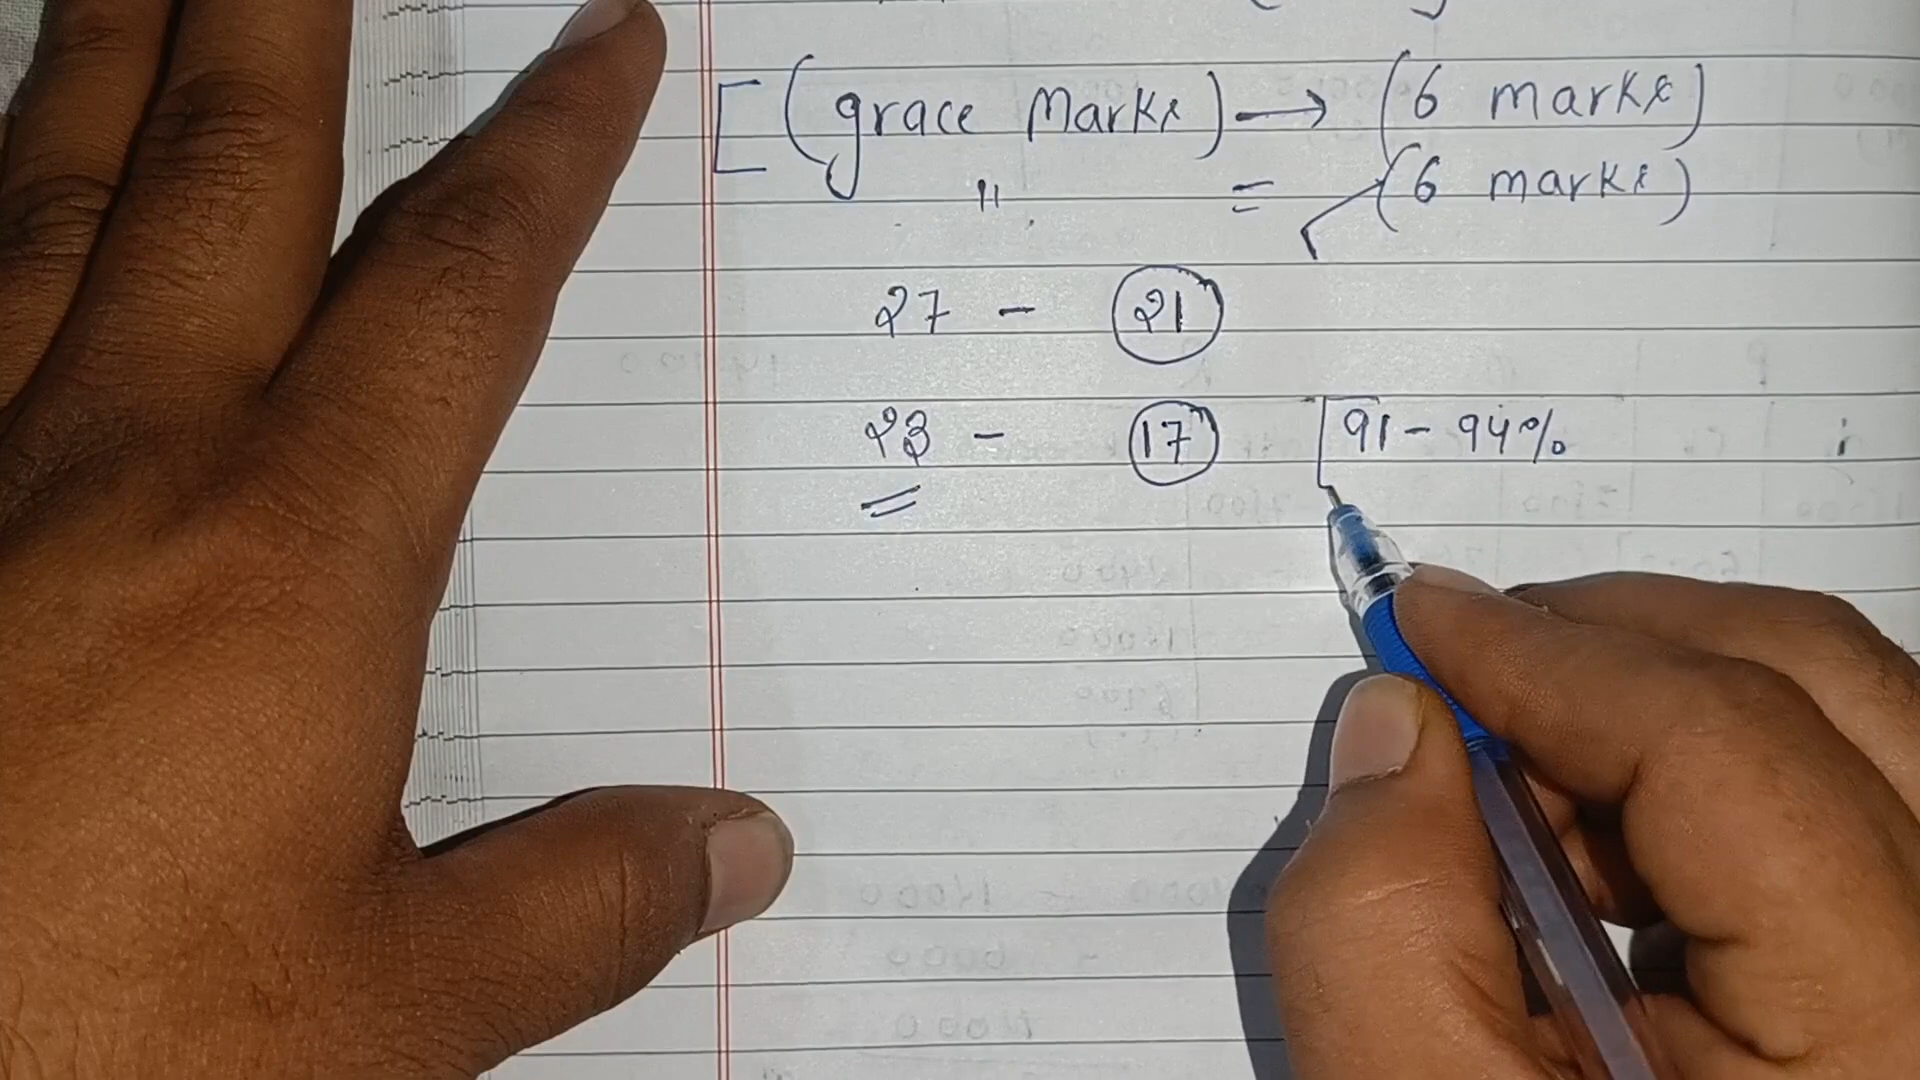 [(grace Marks) → (6 marks)
" = (6 marks)
27 - 21
23 - 17 91 - 94%